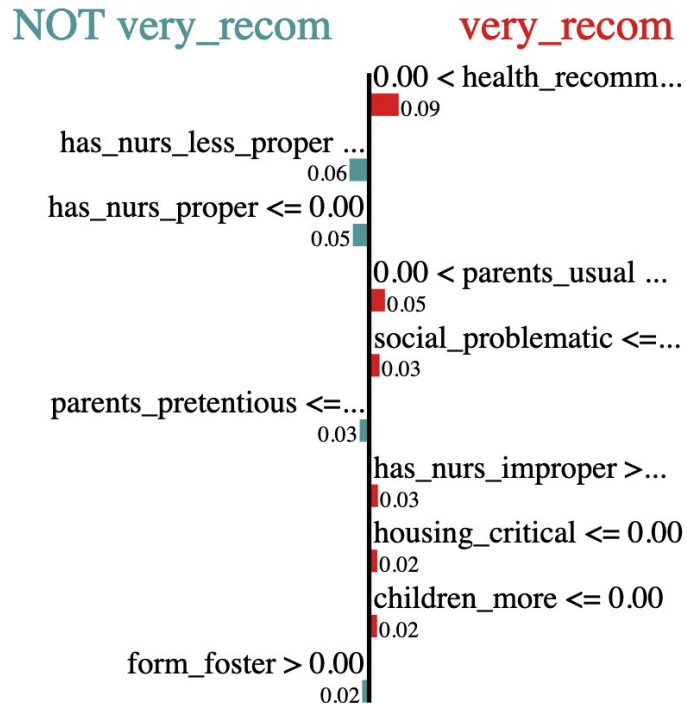 NOT very_recom
very_recom
0.00 < health_recomm...
0.09
has_nurs_less_proper ...
0.06
has_nurs_proper <= 0.00
0.05
0.00 < parents_usual ...
0.05
social_problematic <=...
0.03
parents_pretentious <=...
0.03
has_nurs_improper >...
0.03
housing_critical <= 0.00
0.02
children_more <= 0.00
0.02
form_foster > 0.00
0.02